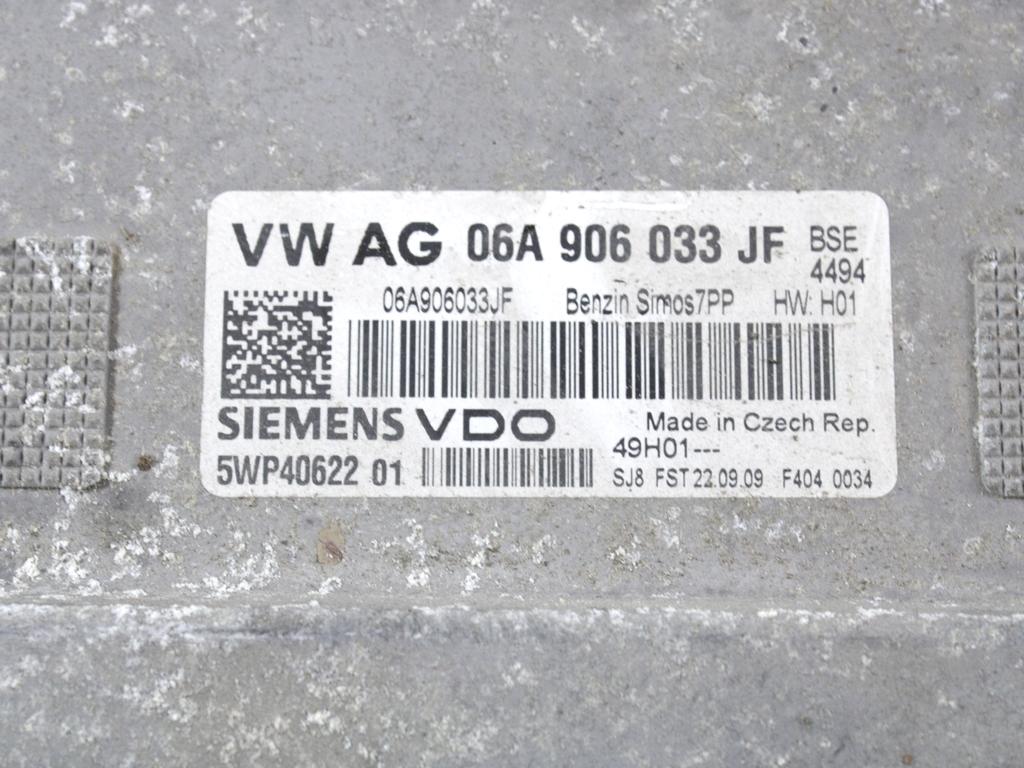 VW AG 06A 906 033 JF BSE
4494
06A906033JF Benzin Simos7PP HW: H01
SIEMENS VDO Made in Czech Rep.
49H01---
5WP40622 01 SJ8 FST 22.09.09 F404 0034